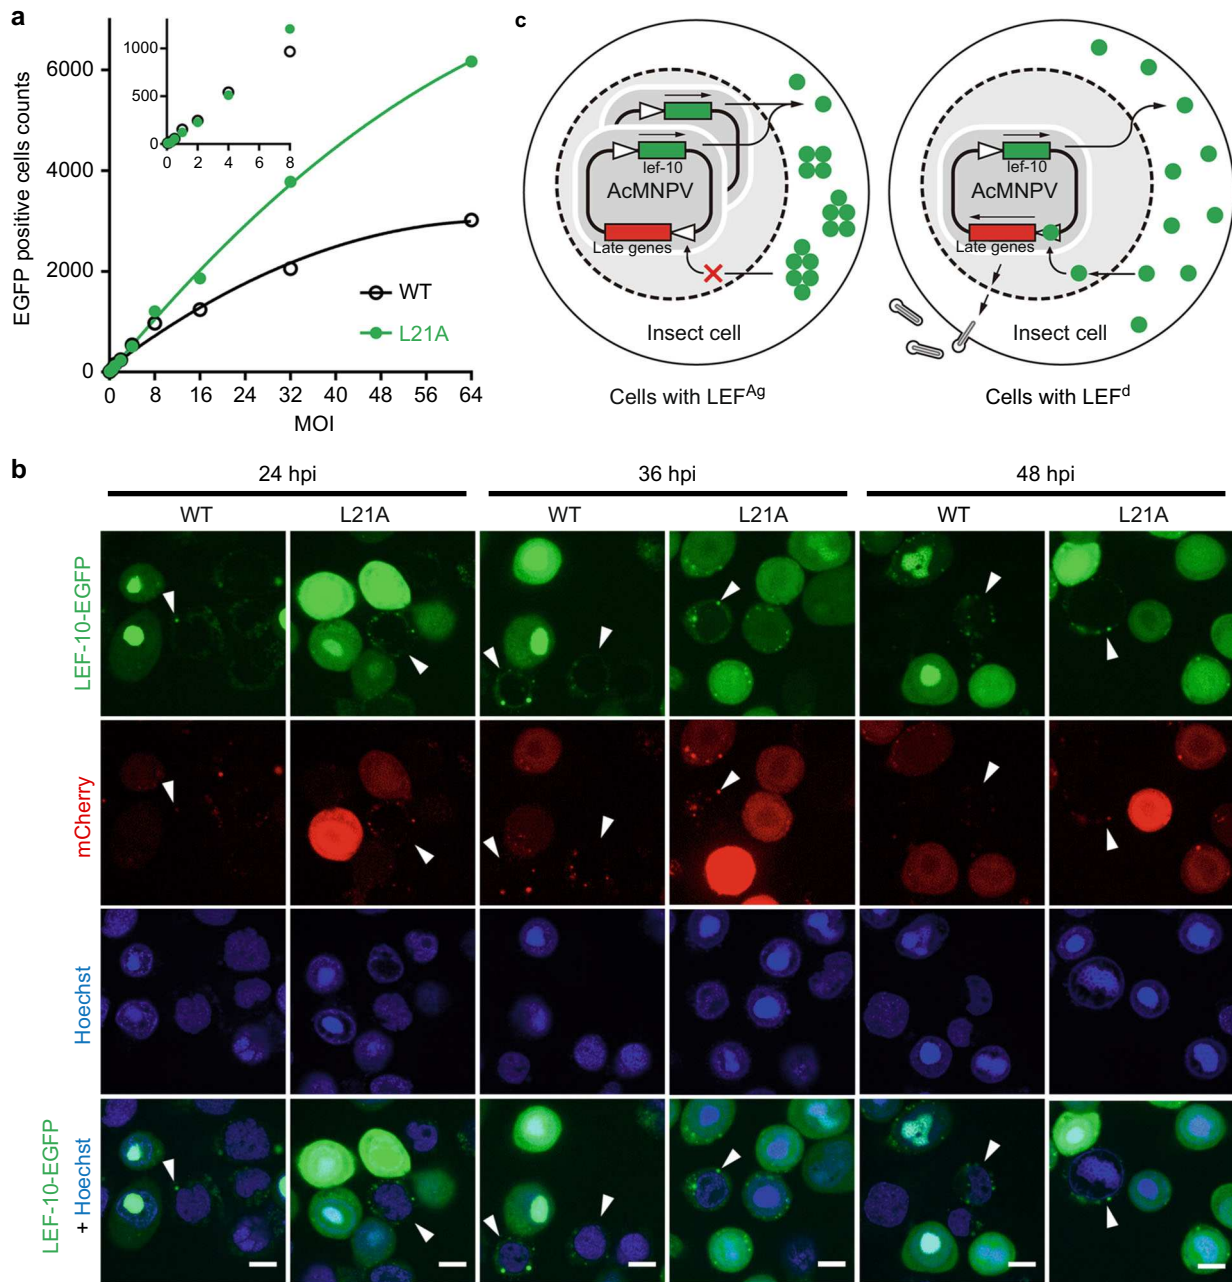 a
EGFP positive cells counts
6000
4000
2000
0
0 8 16 24 32 40 48 56 64
MOI
1000
500
0
0 2 4 6 8
WT
L21A
c
lef-10
AcMNPV
Late genes
Insect cell
Cells with LEFAg
lef-10
AcMNPV
Late genes
Insect cell
Cells with LEFd
b
24 hpi 36 hpi 48 hpi
WT L21A WT L21A WT L21A
LEF-10-EGFP
mCherry
Hoechst
LEF-10-EGFP
+ Hoechst